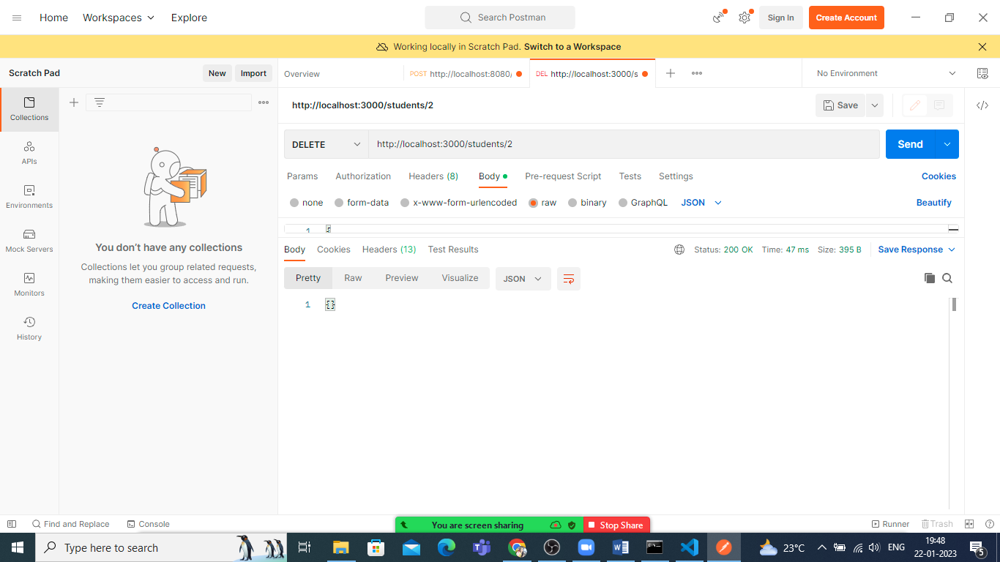 Home Workspaces Explore Search Postman Sign In Create Account
Working locally in Scratch Pad. Switch to a Workspace
Scratch Pad New Import Overview POST http://localhost:8080/ DEL http://localhost:3000/s No Environment
Collections
APIs
Environments
Mock Servers
Monitors
History
You don’t have any collections
Collections let you group related requests,
making them easier to access and run.
Create Collection
http://localhost:3000/students/2 Save
DELETE http://localhost:3000/students/2 Send
Params Authorization Headers (8) Body Pre-request Script Tests Settings Cookies
none form-data x-www-form-urlencoded raw binary GraphQL JSON Beautify
1 {
Body Cookies Headers (13) Test Results Status: 200 OK Time: 47 ms Size: 395 B Save Response
Pretty Raw Preview Visualize JSON
1 {}
Find and Replace Console You are screen sharing Stop Share Runner Trash
Type here to search 23°C ENG 19:48
22-01-2023 5